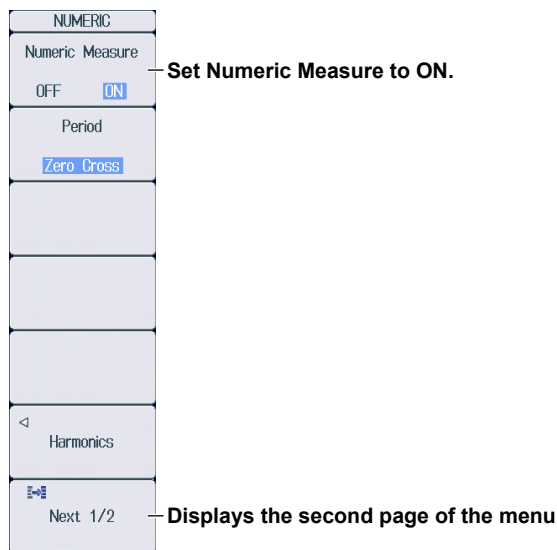 NUMERIC
Numeric Measure
OFF ON
Set Numeric Measure to ON.
Period
Zero Cross
Harmonics
Next 1/2
Displays the second page of the menu